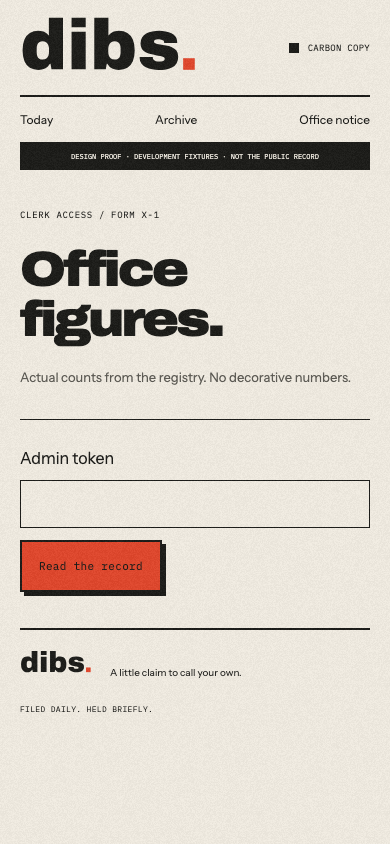 dibs.
CARBON COPY
Today
Archive
Office notice
DESIGN PROOF · DEVELOPMENT FIXTURES · NOT THE PUBLIC RECORD
CLERK ACCESS / FORM X-1
Office
figures.
Actual counts from the registry. No decorative numbers.
Admin token
Read the record
dibs.
A little claim to call your own.
FILED DAILY. HELD BRIEFLY.